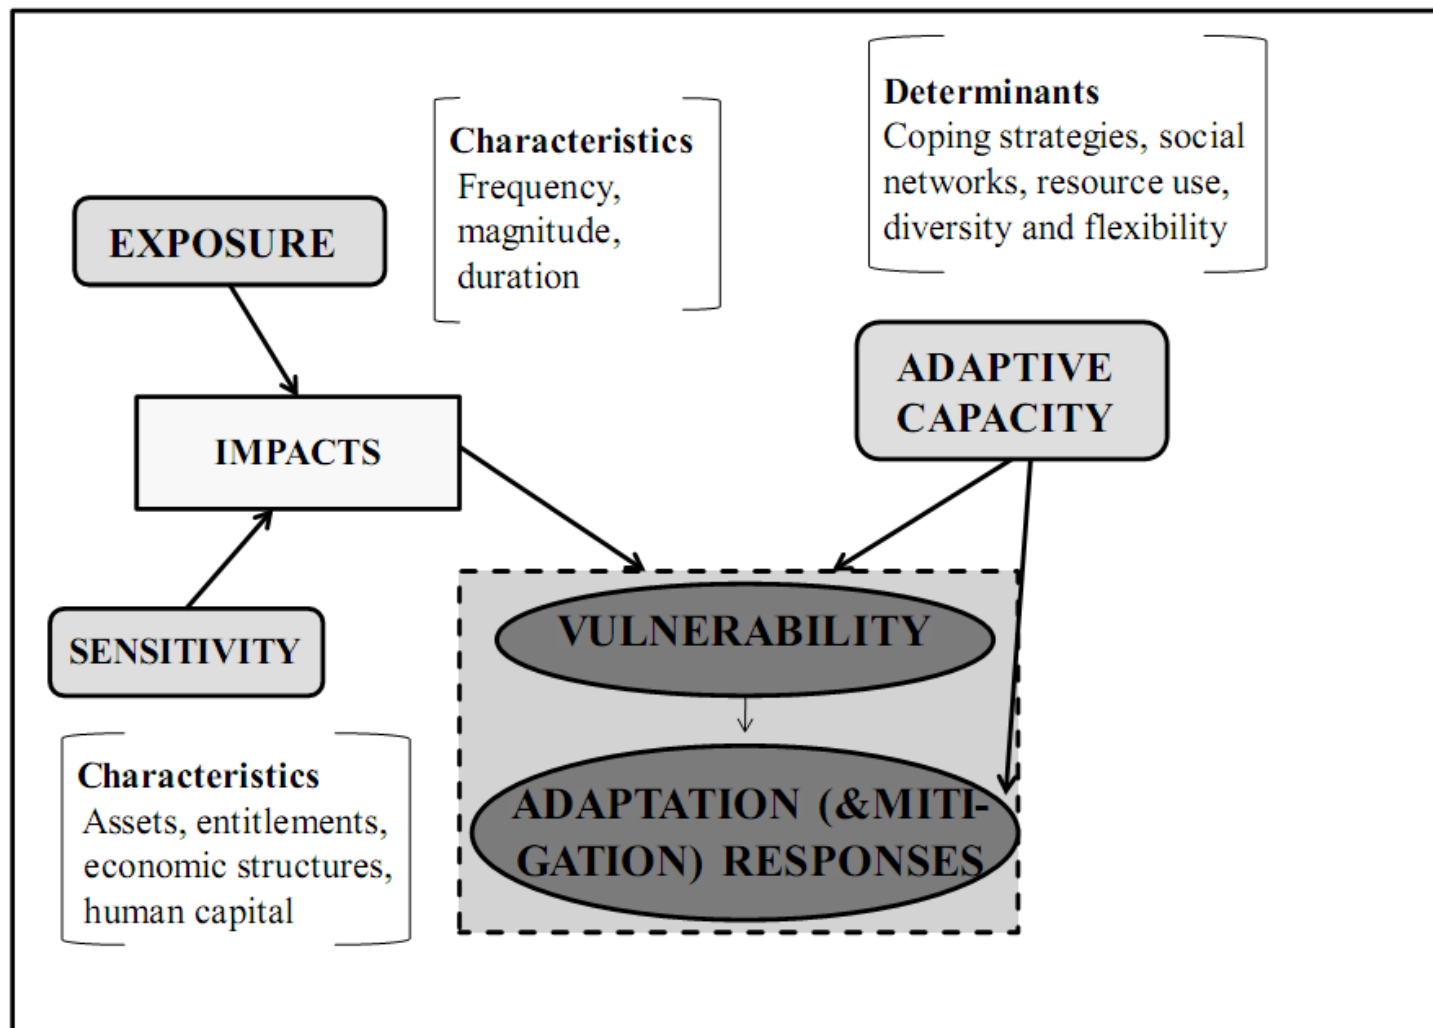 Determinants
Coping strategies, social
networks, resource use,
diversity and flexibility
Characteristics
Frequency,
magnitude,
duration
EXPOSURE
ADAPTIVE
CAPACITY
IMPACTS
VULNERABILITY
SENSITIVITY
Characteristics
Assets, entitlements,
economic structures,
human capital
ADAPTATION (&MITI-
GATION) RESPONSES